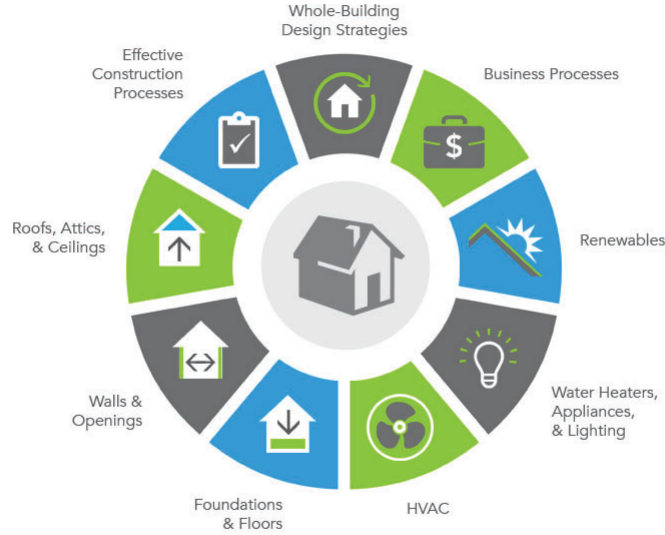 Whole-Building
Design Strategies
Business Processes
$
Renewables
Water Heaters,
Appliances,
& Lighting
HVAC
Foundations
& Floors
Walls &
Openings
Roofs, Attics,
& Ceilings
Effective
Construction
Processes